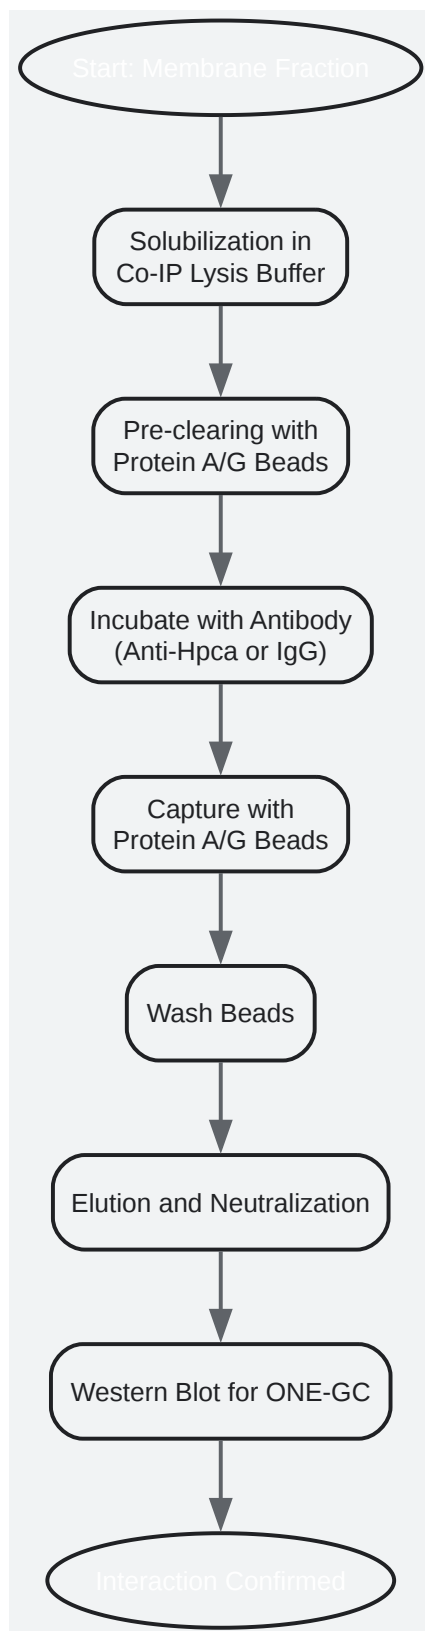 Start: Membrane Fraction
Solubilization in
Co-IP Lysis Buffer
Pre-clearing with
Protein A/G Beads
Incubate with Antibody
(Anti-Hpca or IgG)
Capture with
Protein A/G Beads
Wash Beads
Elution and Neutralization
Western Blot for ONE-GC
Interaction Confirmed